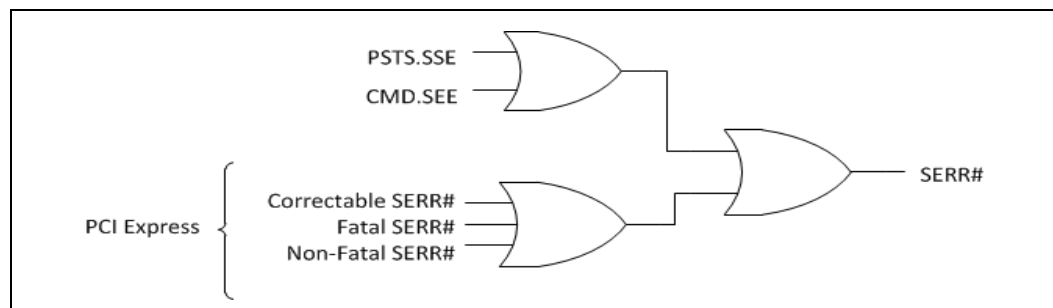 PSTS.SSE
CMD.SEE
SERR#
PCI Express
Correctable SERR#
Fatal SERR#
Non-Fatal SERR#